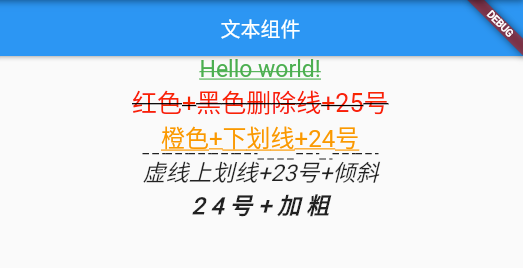 文本组件
DEBUG
Hello world!
红色+黑色删除线+25号
橙色+下划线+24号
虚线上划线+23号+倾斜
24号+加粗